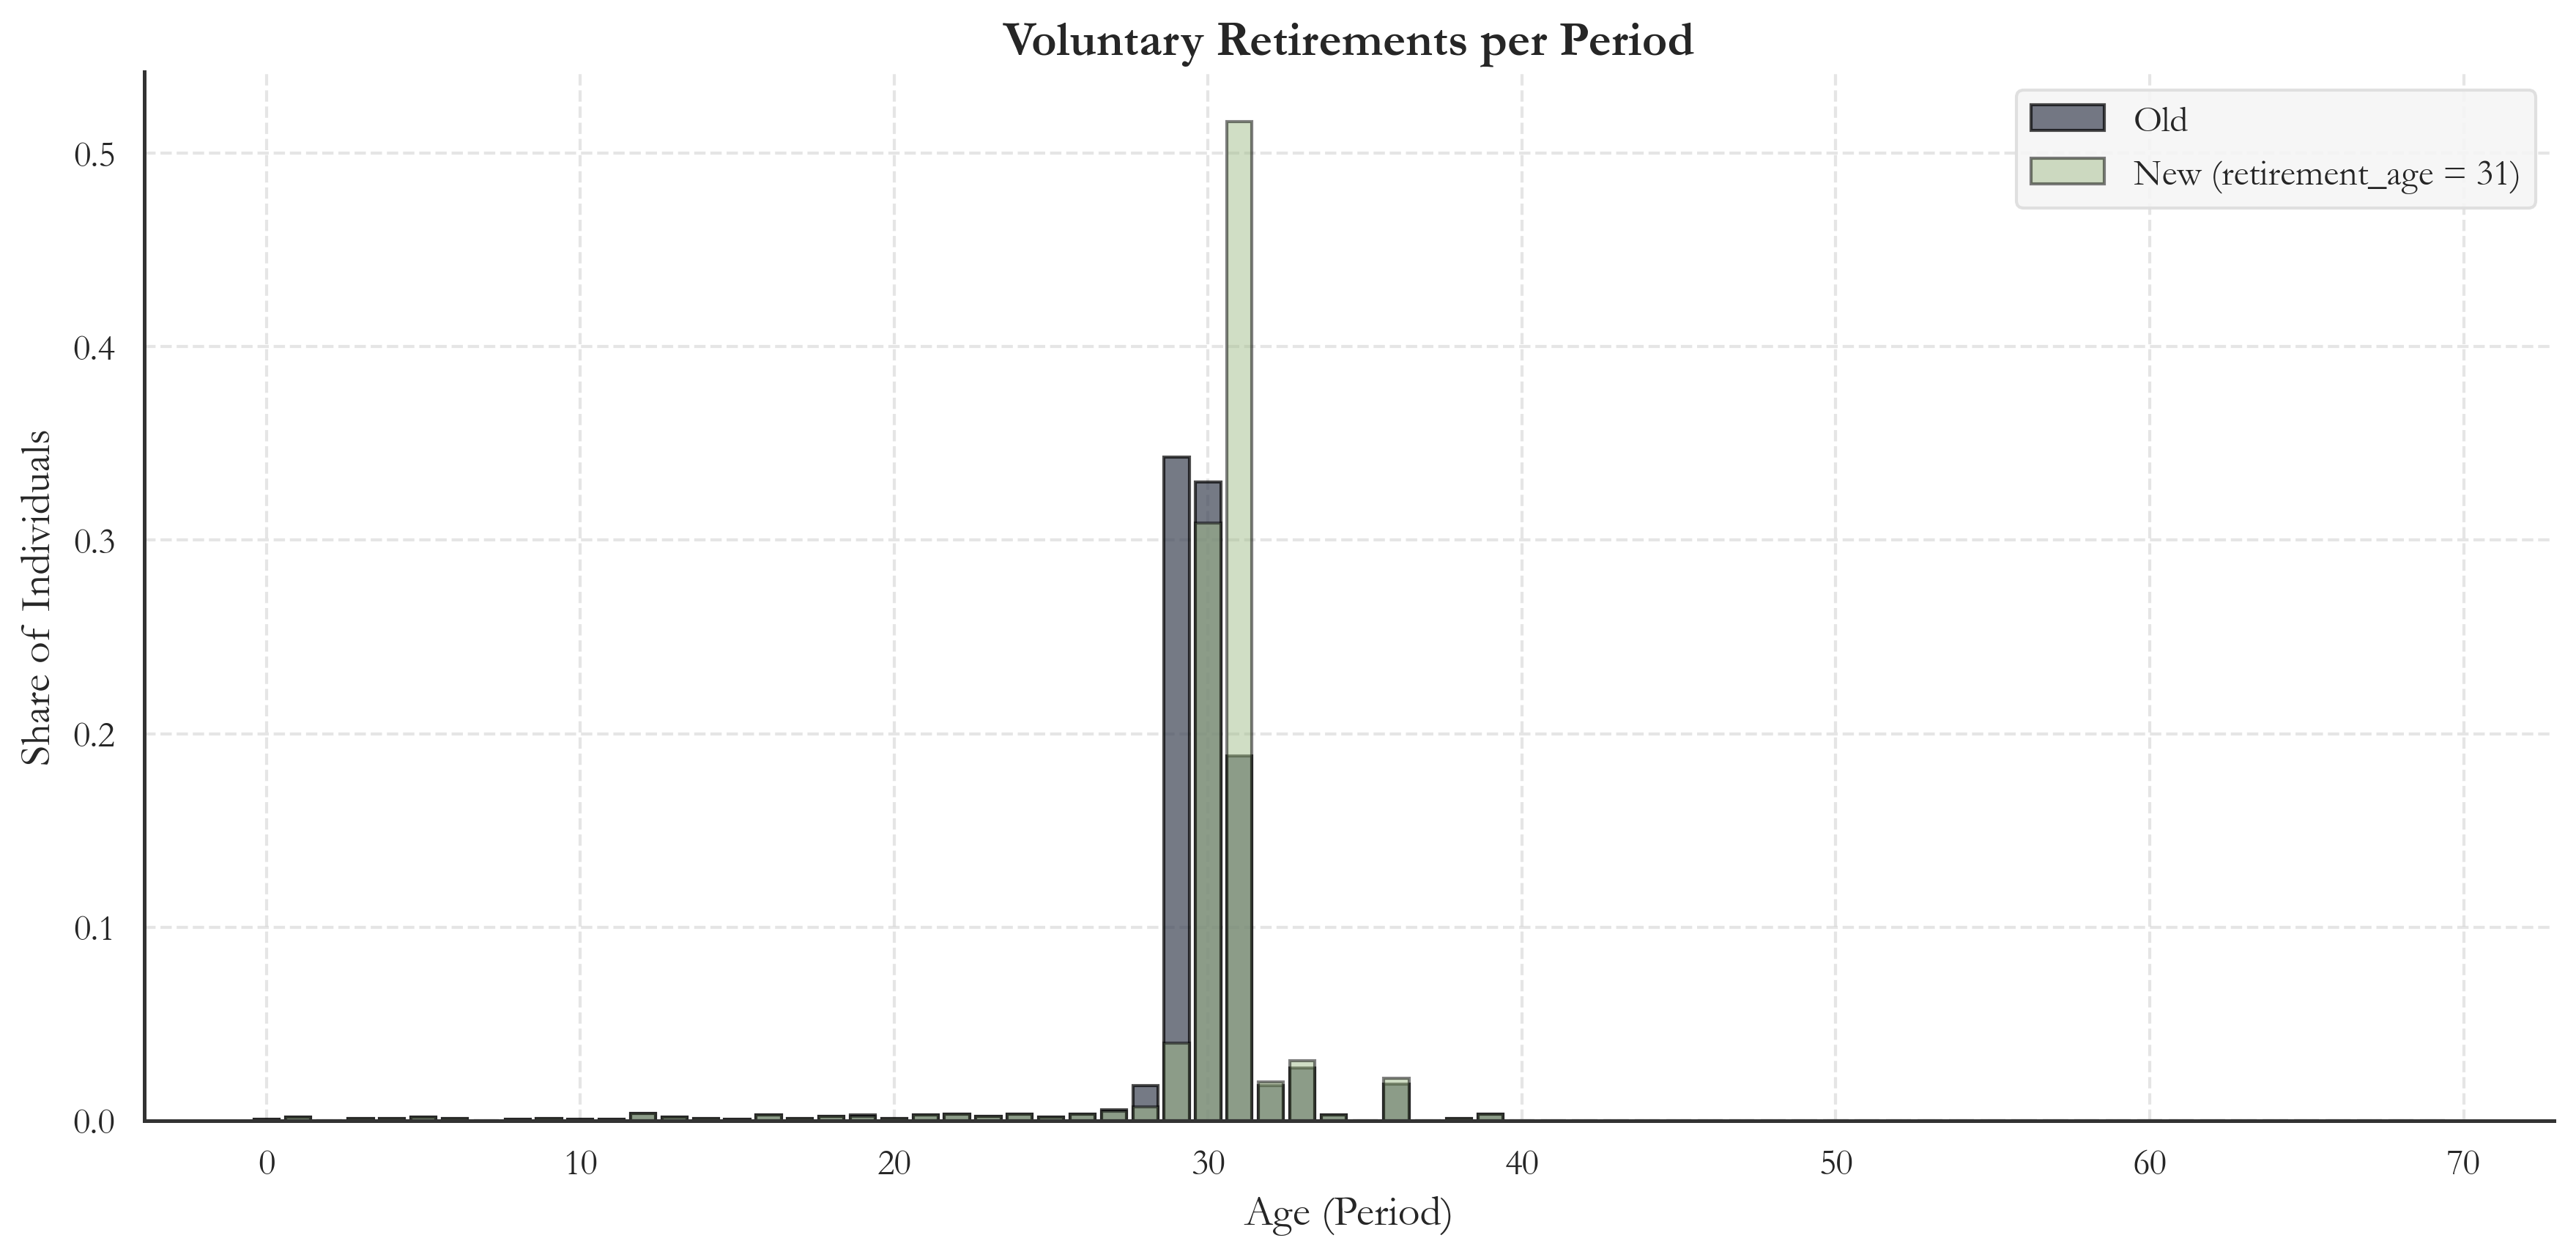 Voluntary Retirements per Period
Old
New (retirement_age = 31)
Share of Individuals
0.5
0.4
0.3
0.2
0.1
0.0
0 10 20 30 40 50 60 70
Age (Period)